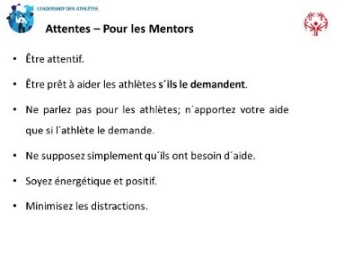 LEADERSHIP DES ATHLÈTES
Attentes – Pour les Mentors
• Être attentif.
• Être prêt à aider les athlètes s´ils le demandent.
• Ne parlez pas pour les athlètes; n´apportez votre aide
que si l´athlète le demande.
• Ne supposez simplement qu´ils ont besoin d´aide.
• Soyez énergétique et positif.
• Minimisez les distractions.